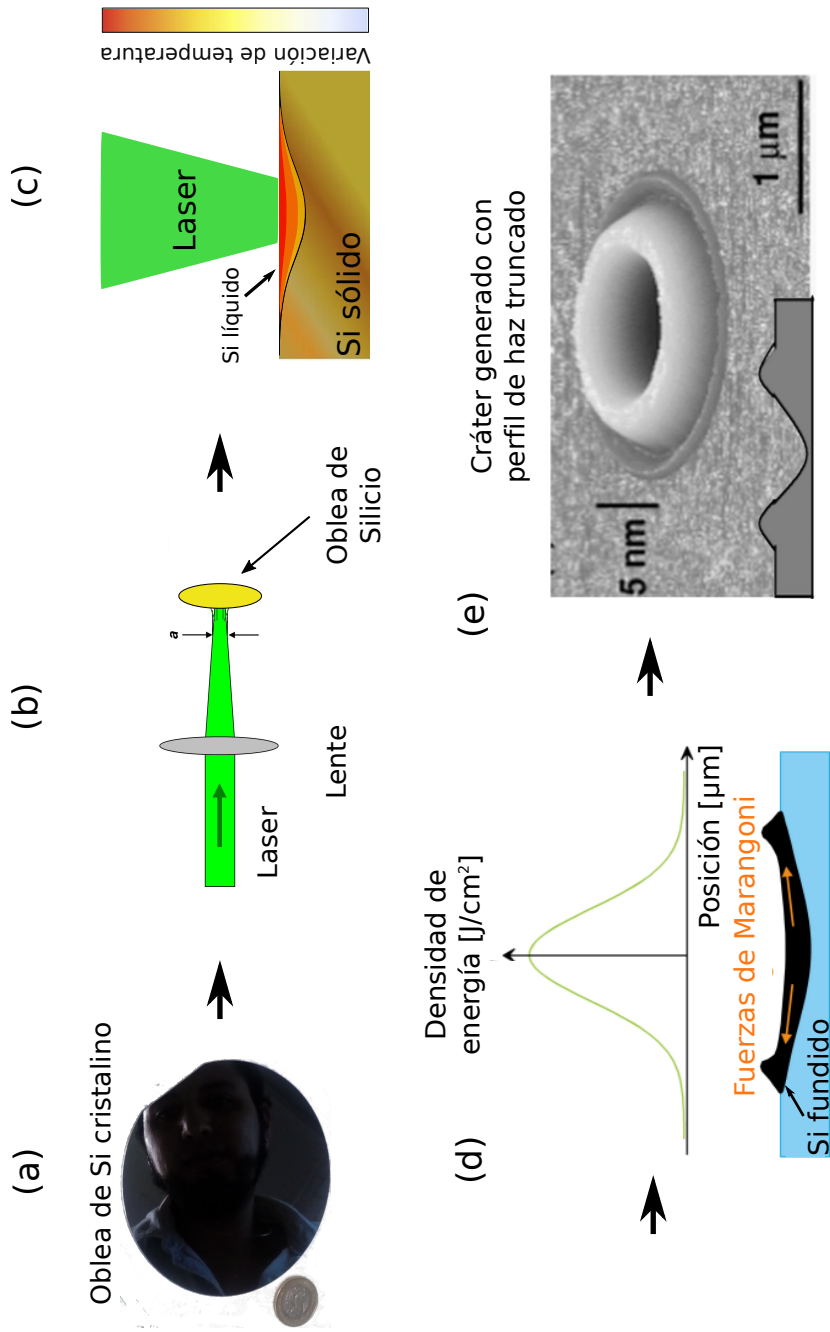 (a)
Oblea de Si cristalino
(b)
Laser
Lente
a
Oblea de
Silicio
(c)
Laser
Si líquido
Si sólido
Variación de temperatura
(d)
Densidad de
energía [J/cm²]
Posición [μm]
Fuerzas de Marangoni
Si fundido
(e)
Cráter generado con
perfil de haz truncado
5 nm
1 μm